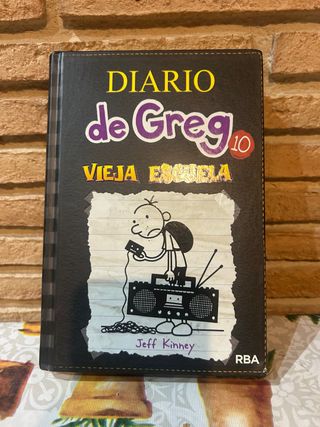 DIARIO
de Greg 10
VIEJA ESCUELA
Jeff Kinney
RBA